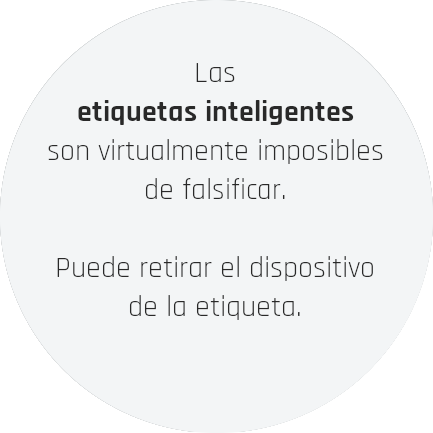 Las
etiquetas inteligentes
son virtualmente imposibles
de falsificar.
Puede retirar el dispositivo
de la etiqueta.